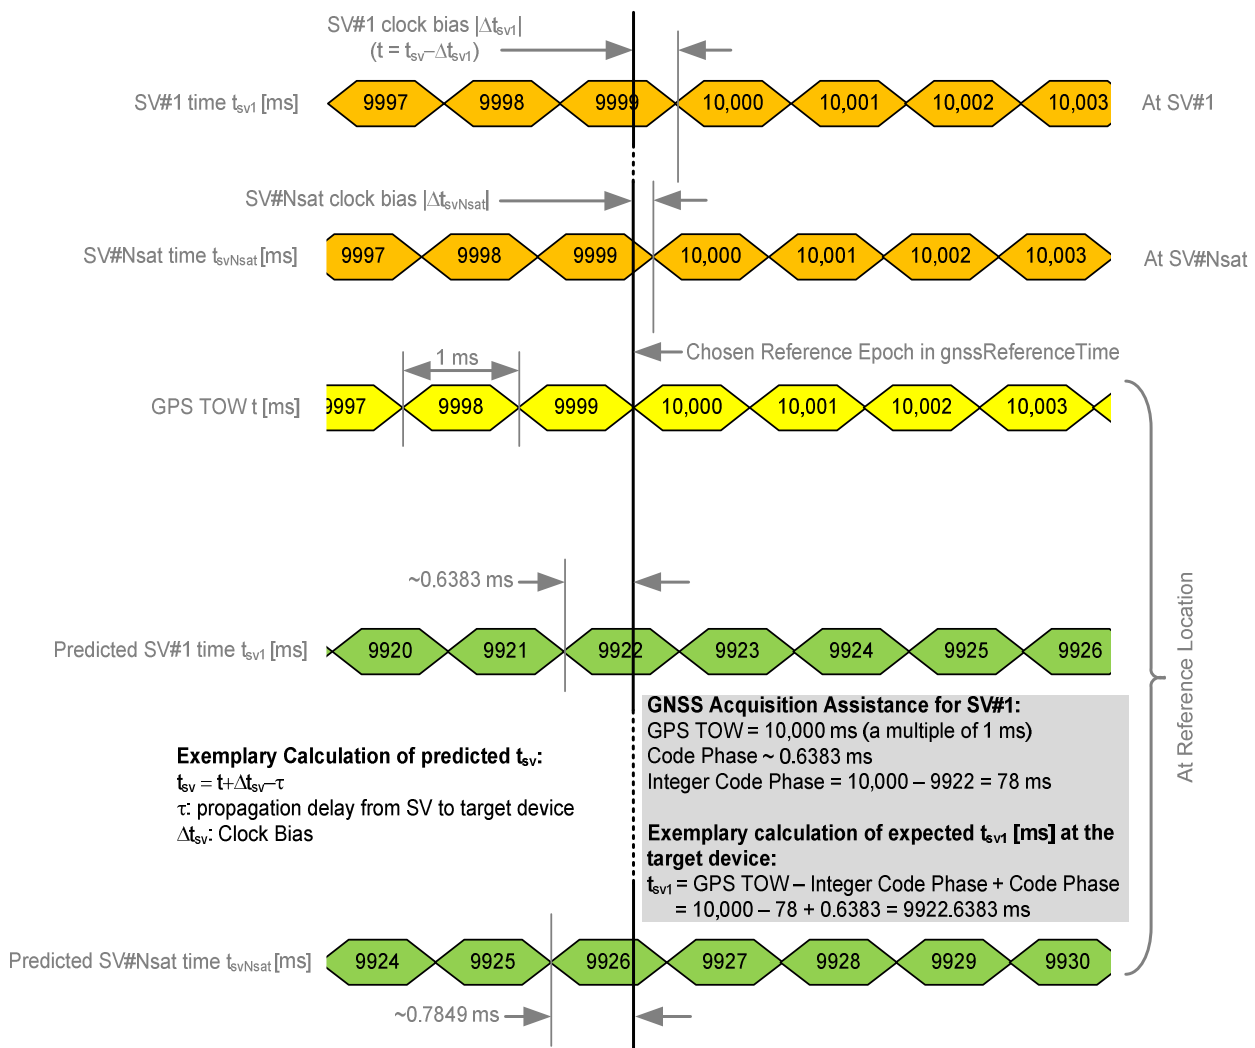 SV#1 clock bias |Δtsv1|
(t = tsv–Δtsv1)
SV#1 time tsv1 [ms]
9997 9998 9999 10,000 10,001 10,002 10,003
At SV#1
SV#Nsat clock bias |ΔtsvNsat|
SV#Nsat time tsvNsat [ms]
9997 9998 9999 10,000 10,001 10,002 10,003
At SV#Nsat
Chosen Reference Epoch in gnssReferenceTime
1 ms
GPS TOW t [ms]
9997 9998 9999 10,000 10,001 10,002 10,003
~0.6383 ms
Predicted SV#1 time tsv1 [ms]
9920 9921 9922 9923 9924 9925 9926
At Reference Location
GNSS Acquisition Assistance for SV#1:
GPS TOW = 10,000 ms (a multiple of 1 ms)
Code Phase ~ 0.6383 ms
Integer Code Phase = 10,000 – 9922 = 78 ms
Exemplary calculation of expected tsv1 [ms] at the
target device:
tsv1 = GPS TOW – Integer Code Phase + Code Phase
= 10,000 – 78 + 0.6383 = 9922.6383 ms
Exemplary Calculation of predicted tsv:
tsv = t+Δtsv–τ
τ: propagation delay from SV to target device
Δtsv: Clock Bias
Predicted SV#Nsat time tsvNsat [ms]
9924 9925 9926 9927 9928 9929 9930
~0.7849 ms